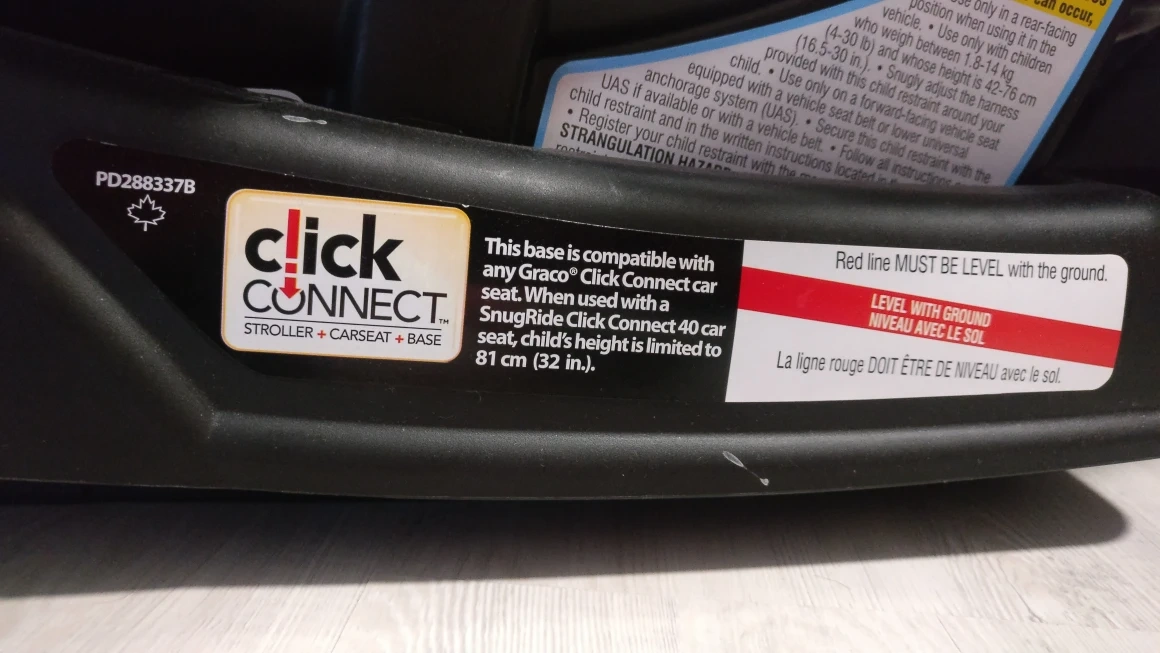 can occur,
use only in a rear-facing
position when using it in the
vehicle. • Use only with children
who weigh between 1.8-14 kg
(4-30 lb) and whose height is 42-76 cm
(16.5-30 in.). • Snugly adjust the harness
provided with this child restraint around your
child. • Use only on a forward-facing vehicle seat
equipped with a vehicle seat belt or lower universal
anchorage system (UAS). • Secure this child restraint with the
UAS if available or with a vehicle belt. • Follow all instructions
child restraint and in the written instructions located
• Register your child restraint with the
STRANGULATION HAZARD
PD288337B
click
CONNECT™
STROLLER + CARSEAT + BASE
This base is compatible with
any Graco® Click Connect car
seat. When used with a
SnugRide Click Connect 40 car
seat, child's height is limited to
81 cm (32 in.).
Red line MUST BE LEVEL with the ground.
LEVEL WITH GROUND
NIVEAU AVEC LE SOL
La ligne rouge DOIT ÊTRE DE NIVEAU avec le sol.